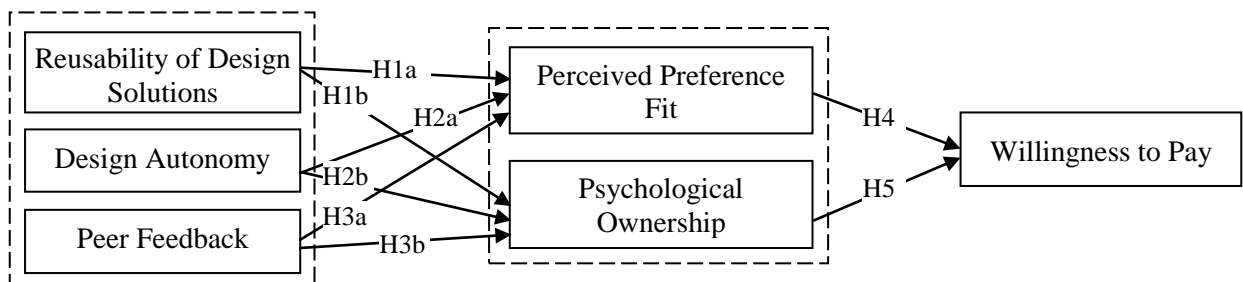 Reusability of Design
Solutions
Design Autonomy
Peer Feedback
H1a
H1b
H2a
H2b
H3a
H3b
Perceived Preference
Fit
Psychological
Ownership
H4
H5
Willingness to Pay